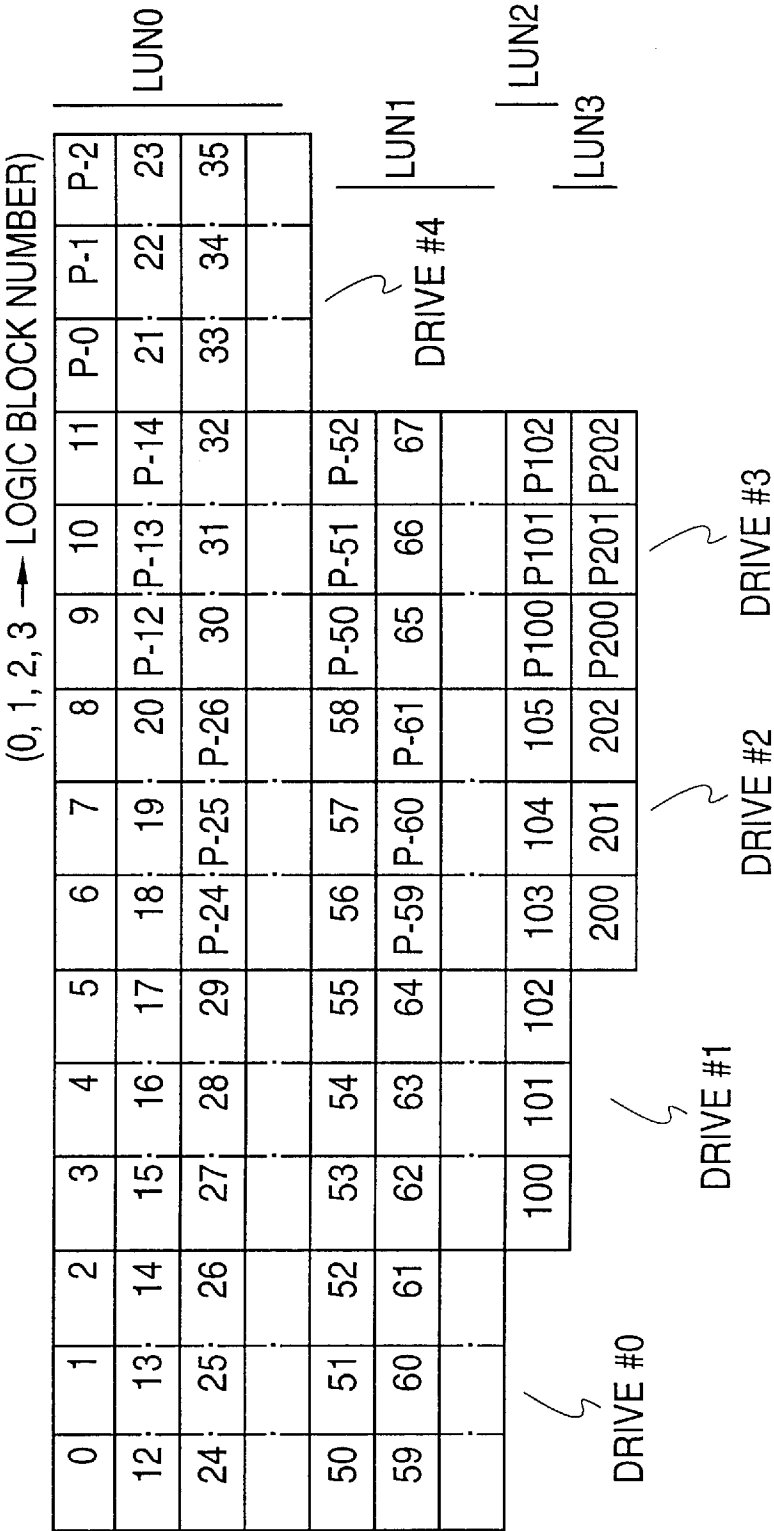 (0, 1, 2, 3 → LOGIC BLOCK NUMBER)
0 1 2 3 4 5 6 7 8 9 10 11 P-0 P-1 P-2
12 13 14 15 16 17 18 19 20 P-12 P-13 P-14 21 22 23
24 25 26 27 28 29 P-24 P-25 P-26 30 31 32 33 34 35
LUN0
50 51 52 53 54 55 56 57 58 P-50 P-51 P-52
59 60 61 62 63 64 P-59 P-60 P-61 65 66 67
LUN1
100 101 102 103 104 105 P100 P101 P102
LUN2
200 201 202 P200 P201 P202
LUN3
DRIVE #0
DRIVE #1
DRIVE #2
DRIVE #3
DRIVE #4